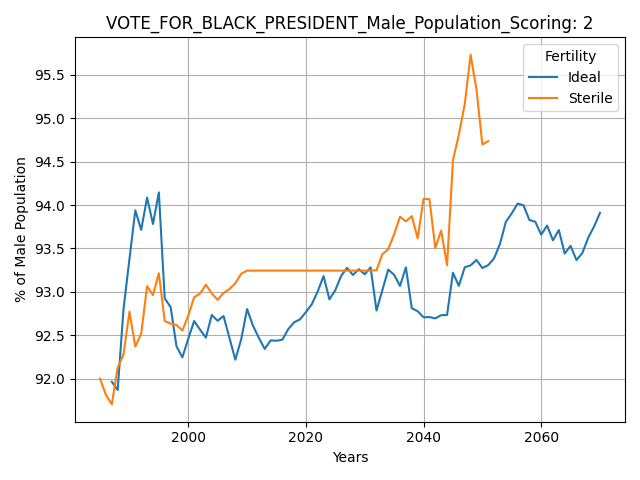 VOTE_FOR_BLACK_PRESIDENT_Male_Population_Scoring: 2
Fertility
Ideal
Sterile
95.5
95.0
94.5
94.0
93.5
93.0
92.5
92.0
% of Male Population
2000 2020 2040 2060
Years